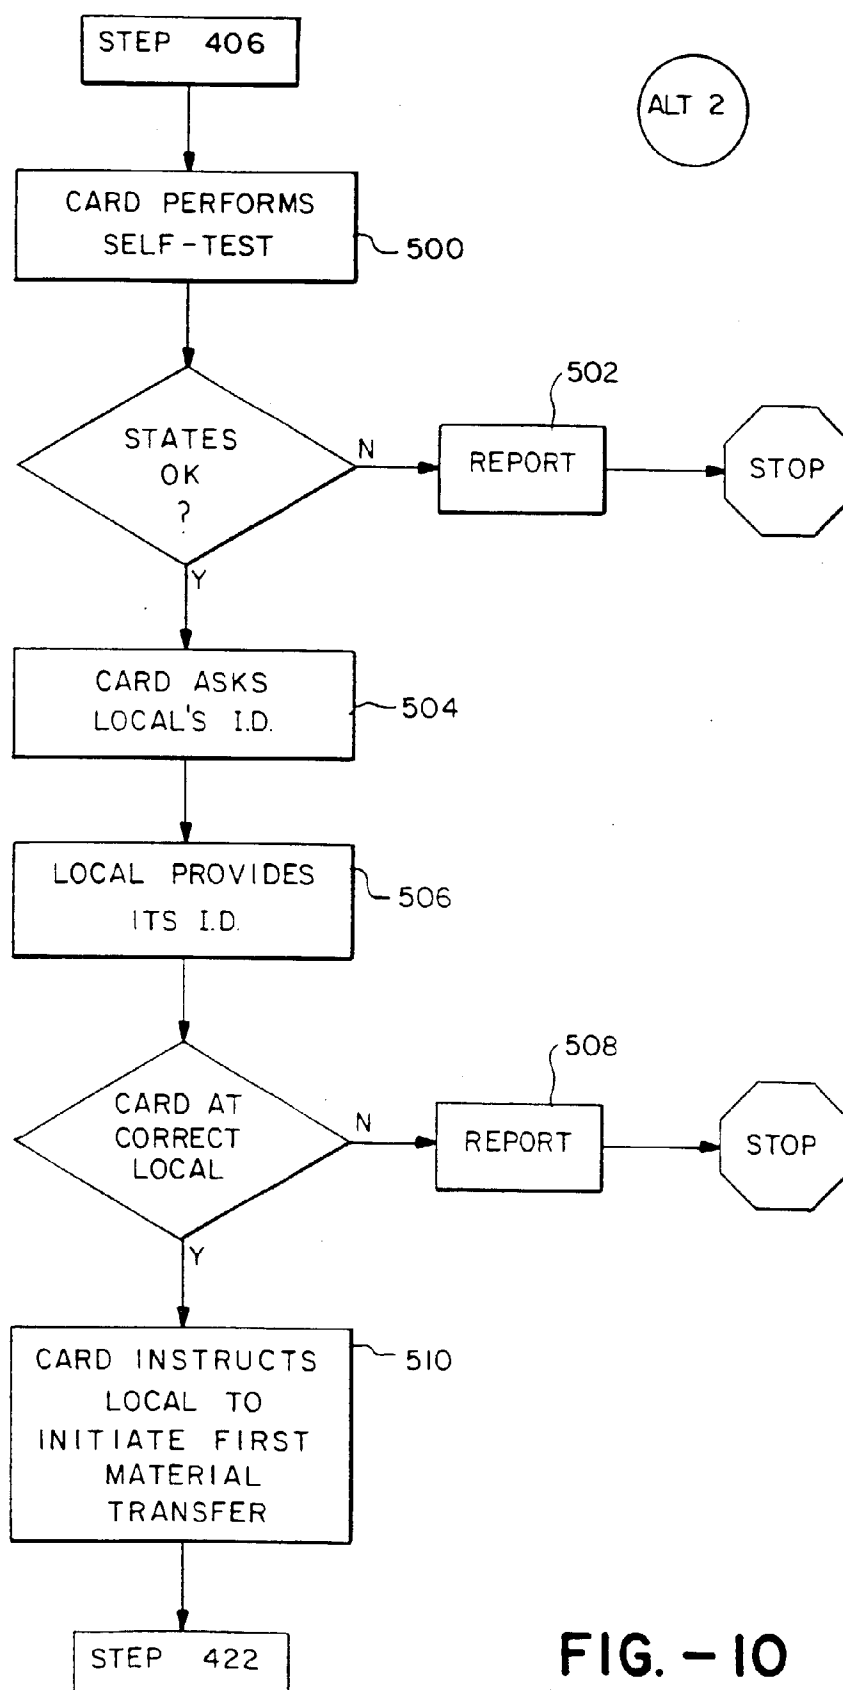 STEP 406
ALT 2
CARD PERFORMS
SELF-TEST
500
STATES
OK
?
N
Y
502
REPORT
STOP
CARD ASKS
LOCAL'S I.D.
504
LOCAL PROVIDES
ITS I.D.
506
CARD AT
CORRECT
LOCAL
N
Y
508
REPORT
STOP
CARD INSTRUCTS
LOCAL TO
INITIATE FIRST
MATERIAL
TRANSFER
510
STEP 422
FIG. - 10